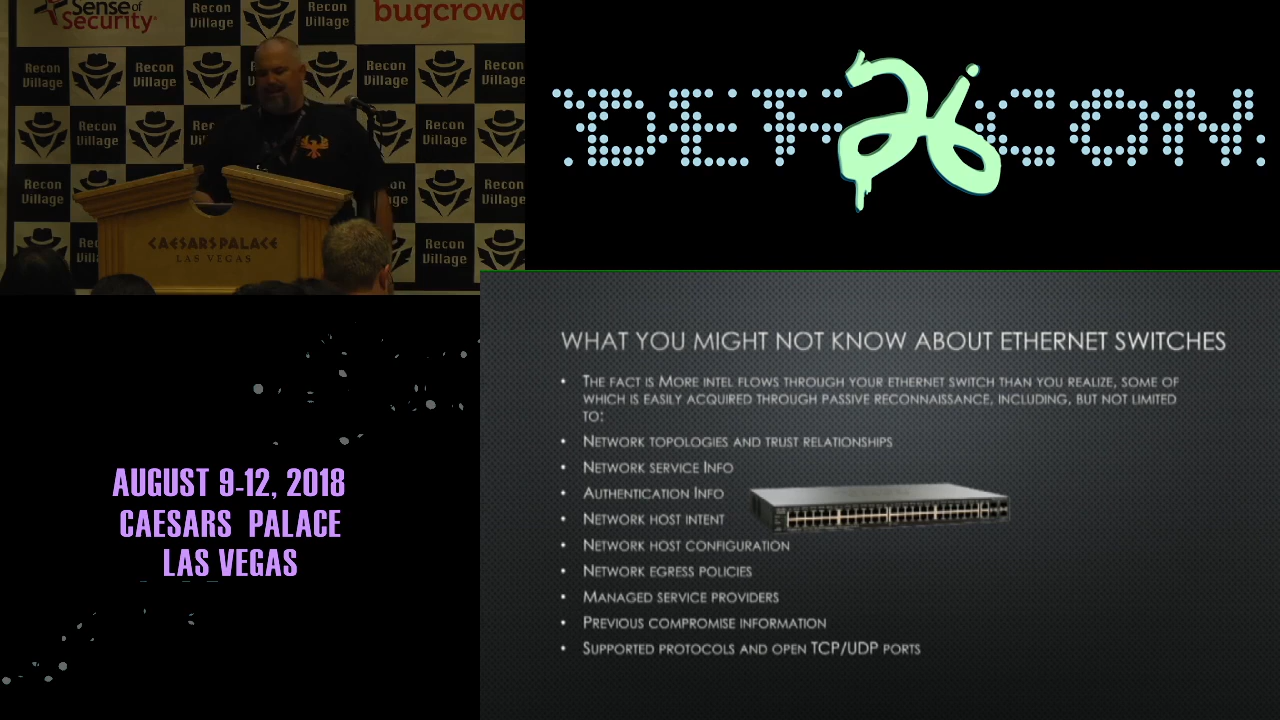 Sense of
Security
bugcrowd
Recon
Village
Recon
Village
Recon
Village
Recon
Village
Recon
Village
Recon
Village
Recon
Village
Recon
Village
Recon
Village
Recon
Village
Recon
Village
Recon
Village
CAESARS PALACE
LAS VEGAS
DEF 26 CON
AUGUST 9-12, 2018
CAESARS PALACE
LAS VEGAS
WHAT YOU MIGHT NOT KNOW ABOUT ETHERNET SWITCHES
• THE FACT IS MORE INTEL FLOWS THROUGH YOUR ETHERNET SWITCH THAN YOU REALIZE, SOME OF
WHICH IS EASILY ACQUIRED THROUGH PASSIVE RECONNAISSANCE, INCLUDING, BUT NOT LIMITED
TO:
• NETWORK TOPOLOGIES AND TRUST RELATIONSHIPS
• NETWORK SERVICE INFO
• AUTHENTICATION INFO
• NETWORK HOST INTENT
• NETWORK HOST CONFIGURATION
• NETWORK EGRESS POLICIES
• MANAGED SERVICE PROVIDERS
• PREVIOUS COMPROMISE INFORMATION
• SUPPORTED PROTOCOLS AND OPEN TCP/UDP PORTS